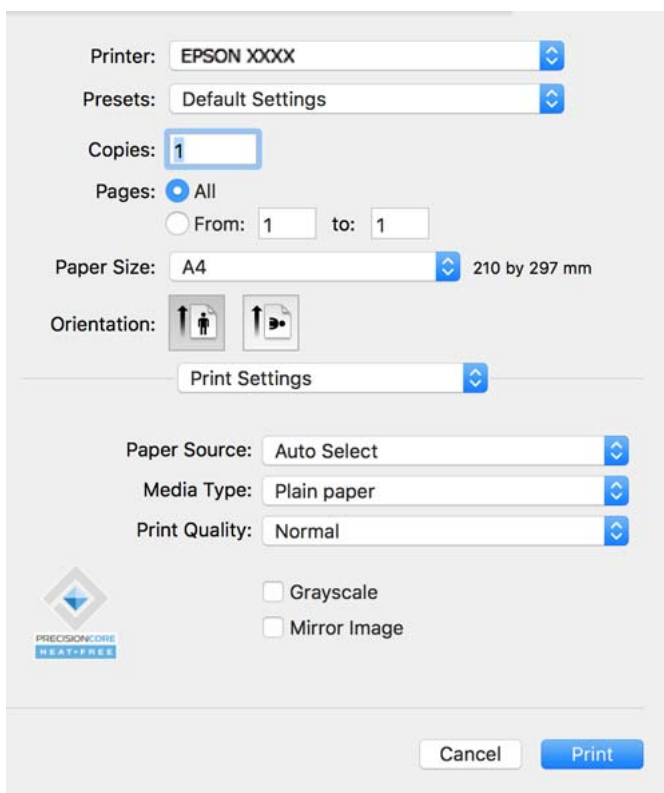 Printer: EPSON XXXX
Presets: Default Settings
Copies: 1
Pages: All
From: 1 to: 1
Paper Size: A4 210 by 297 mm
Orientation:
Print Settings
Paper Source: Auto Select
Media Type: Plain paper
Print Quality: Normal
Grayscale
Mirror Image
PRECISIONCORE
HEAT-FREE
Cancel Print